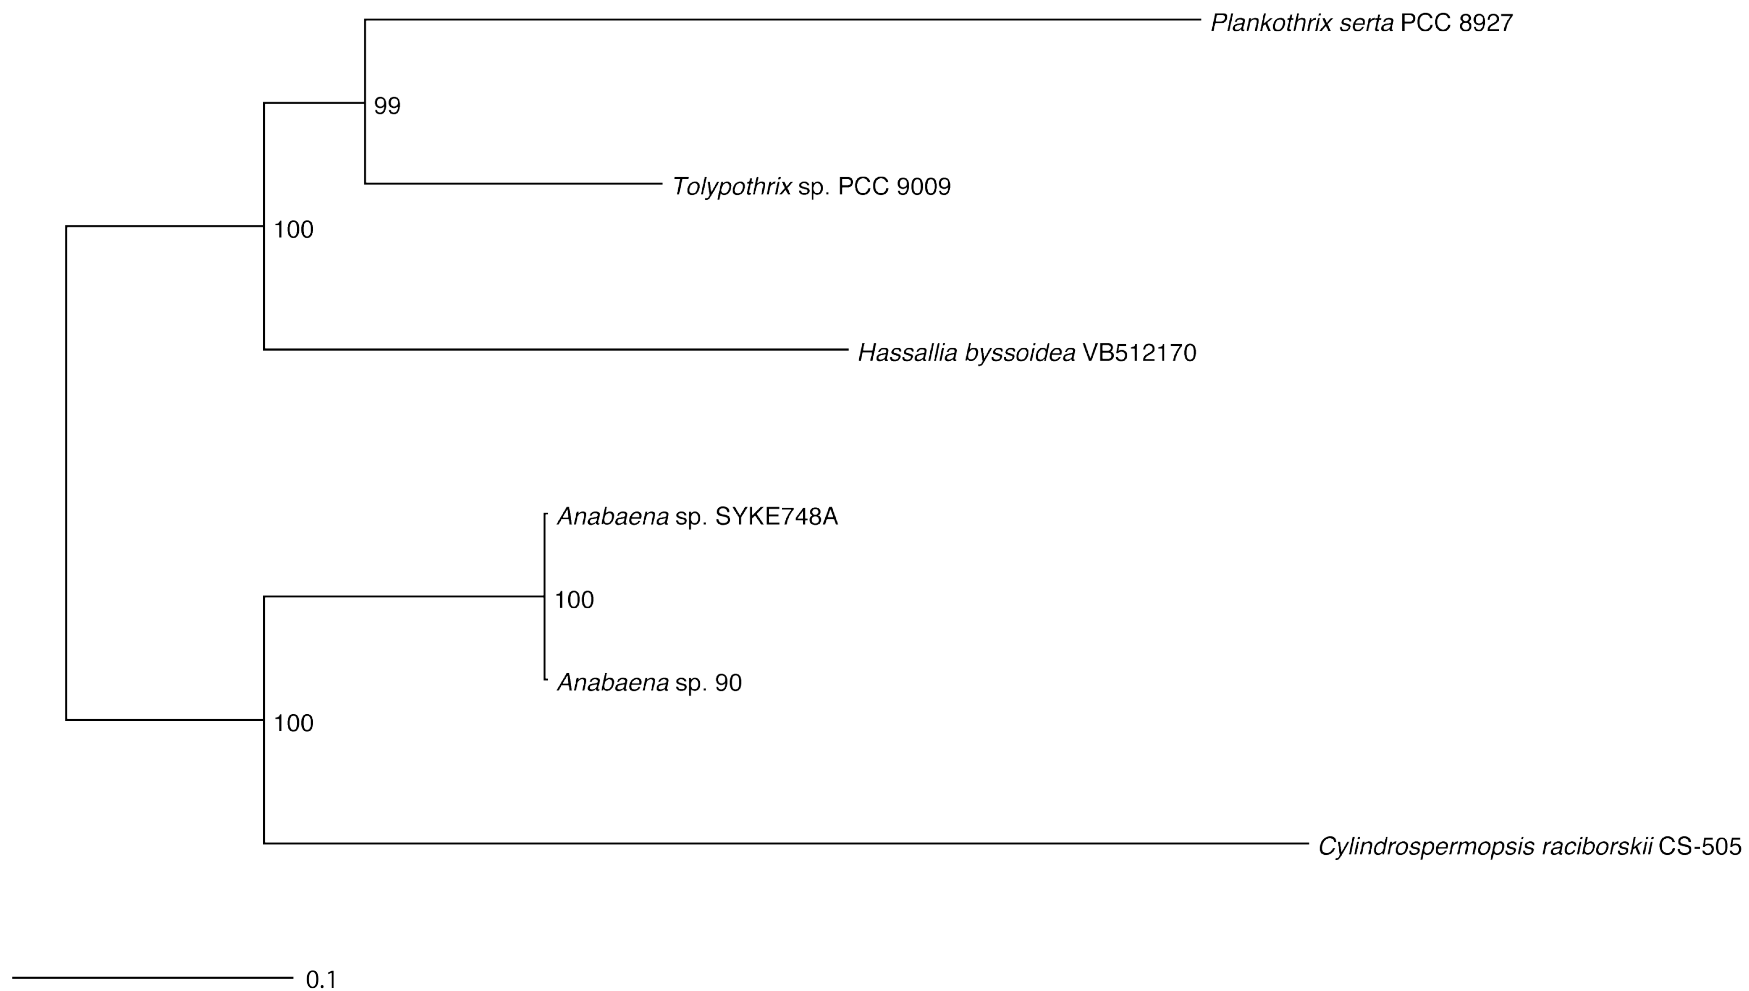 Plankothrix serta PCC 8927
99
Tolypothrix sp. PCC 9009
100
Hassallia byssoidea VB512170
Anabaena sp. SYKE748A
100
Anabaena sp. 90
100
Cylindrospermopsis raciborskii CS-505
0.1